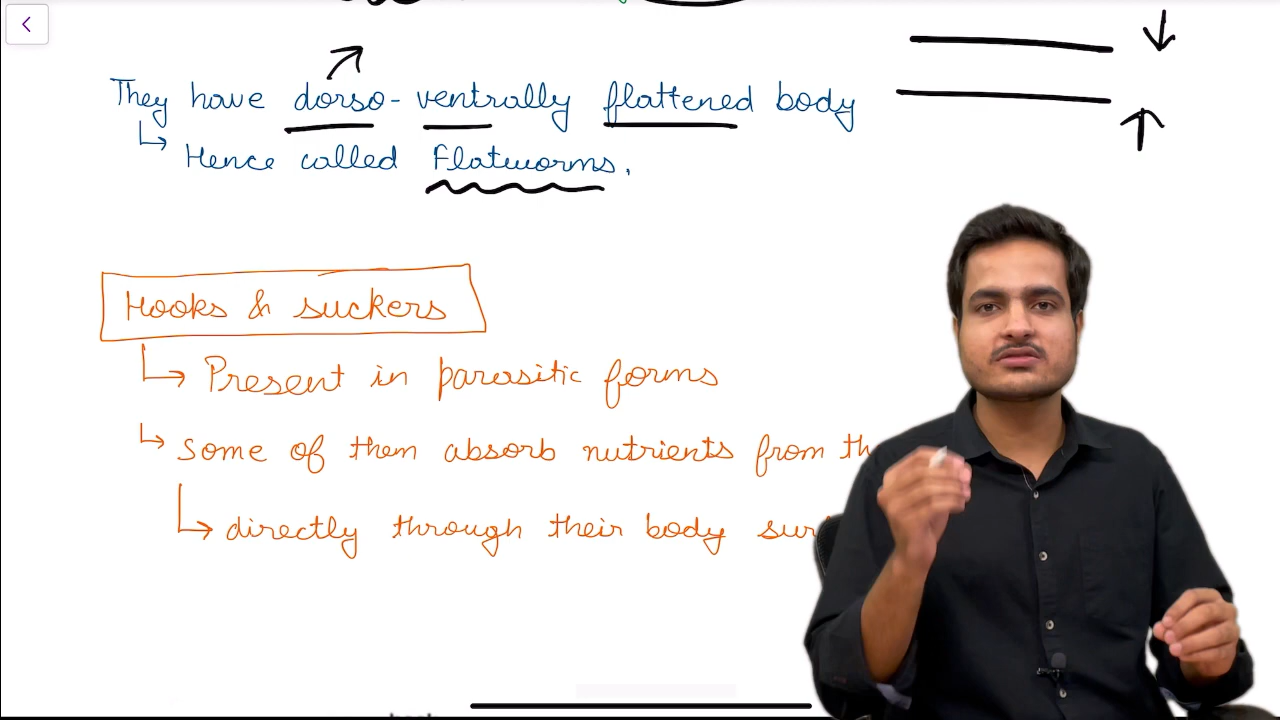 They have dorso-ventrally flattened body
Hence called Flatworms.
Hooks & suckers
Present in parasitic forms
some of them absorb nutrients from
directly through their body